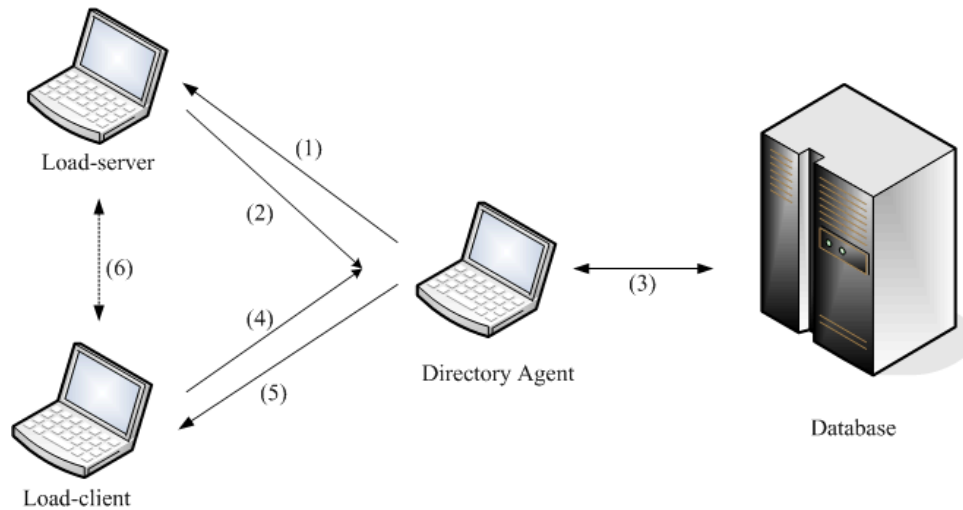 Load-server
(1)
(2)
(6)
(3)
(4)
Directory Agent
(5)
Database
Load-client